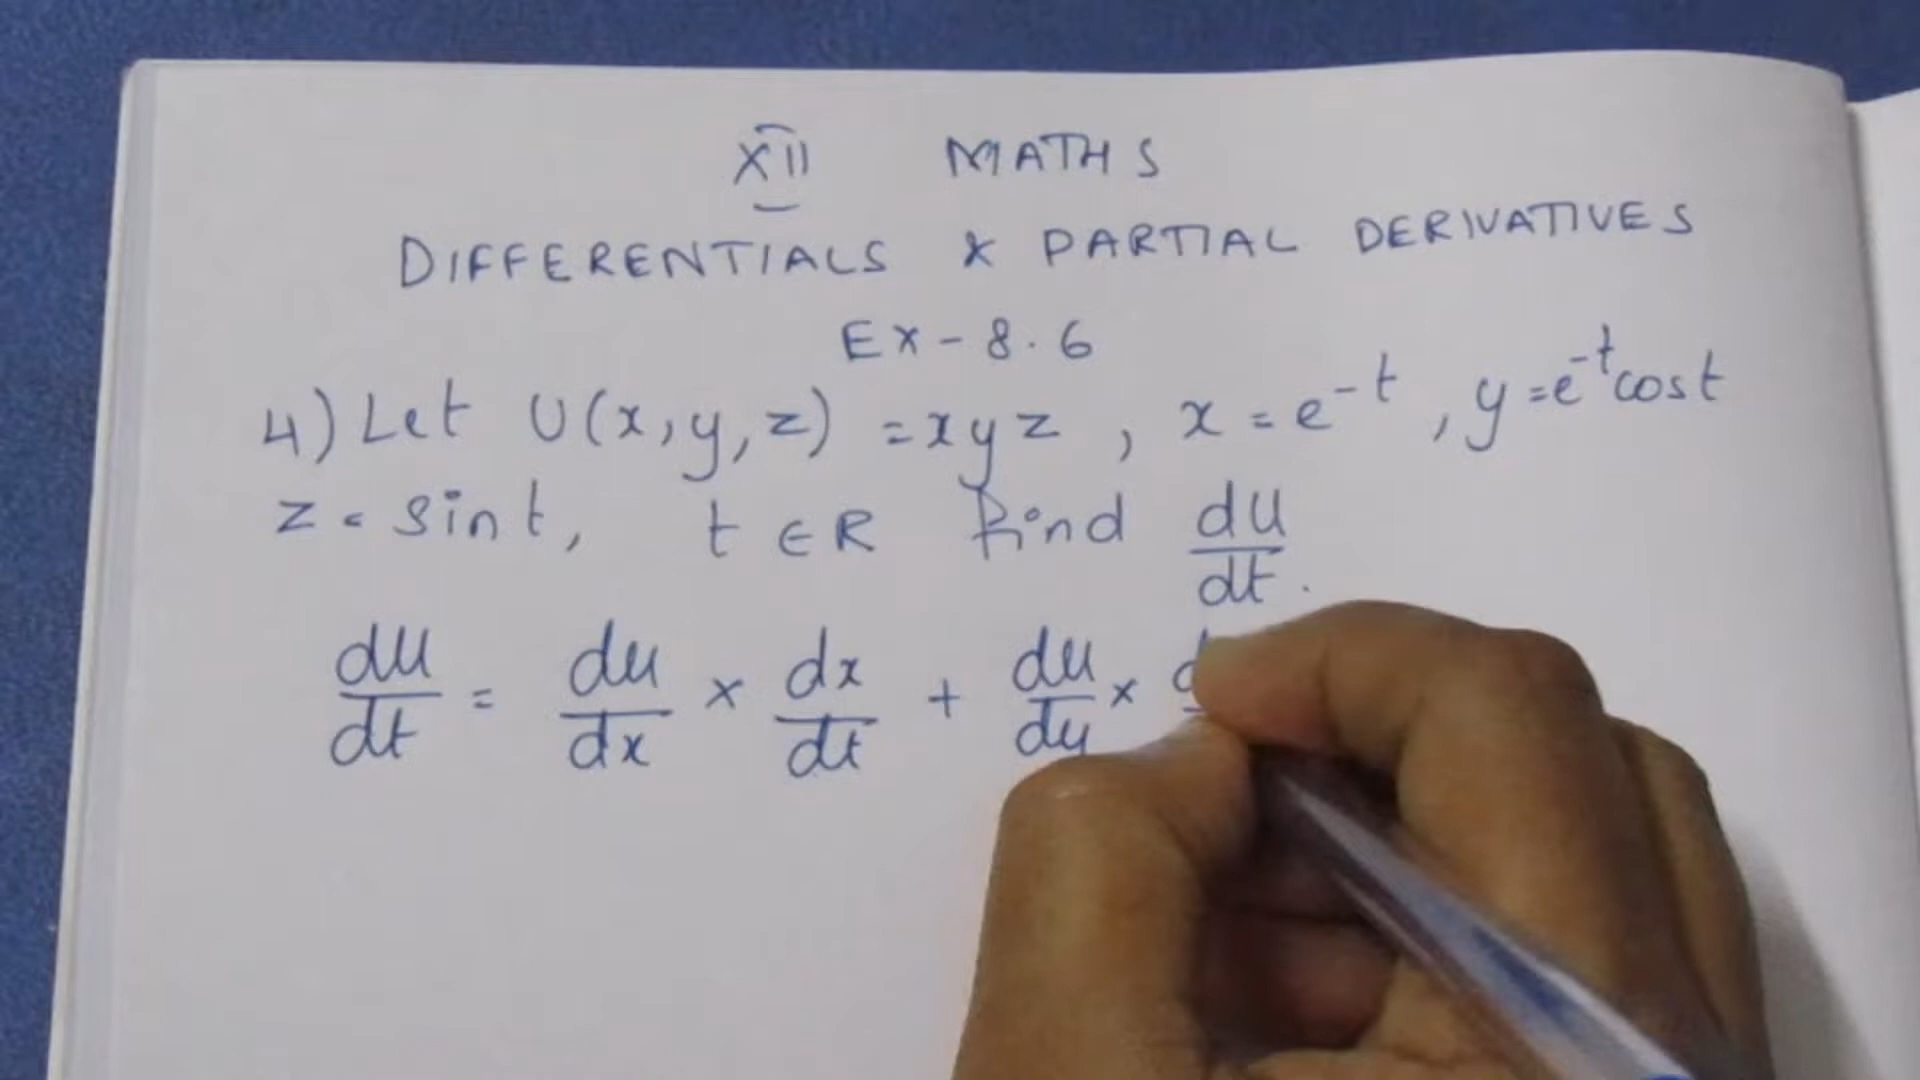 XII MATHS
DIFFERENTIALS & PARTIAL DERIVATIVES
EX - 8.6
4) Let U(x,y,z) = xyz , x = e^-t , y = e^-t cost
z = sint, t ∈ R Find dU/dt.
du/dt = du/dx × dx/dt + du/dy × d